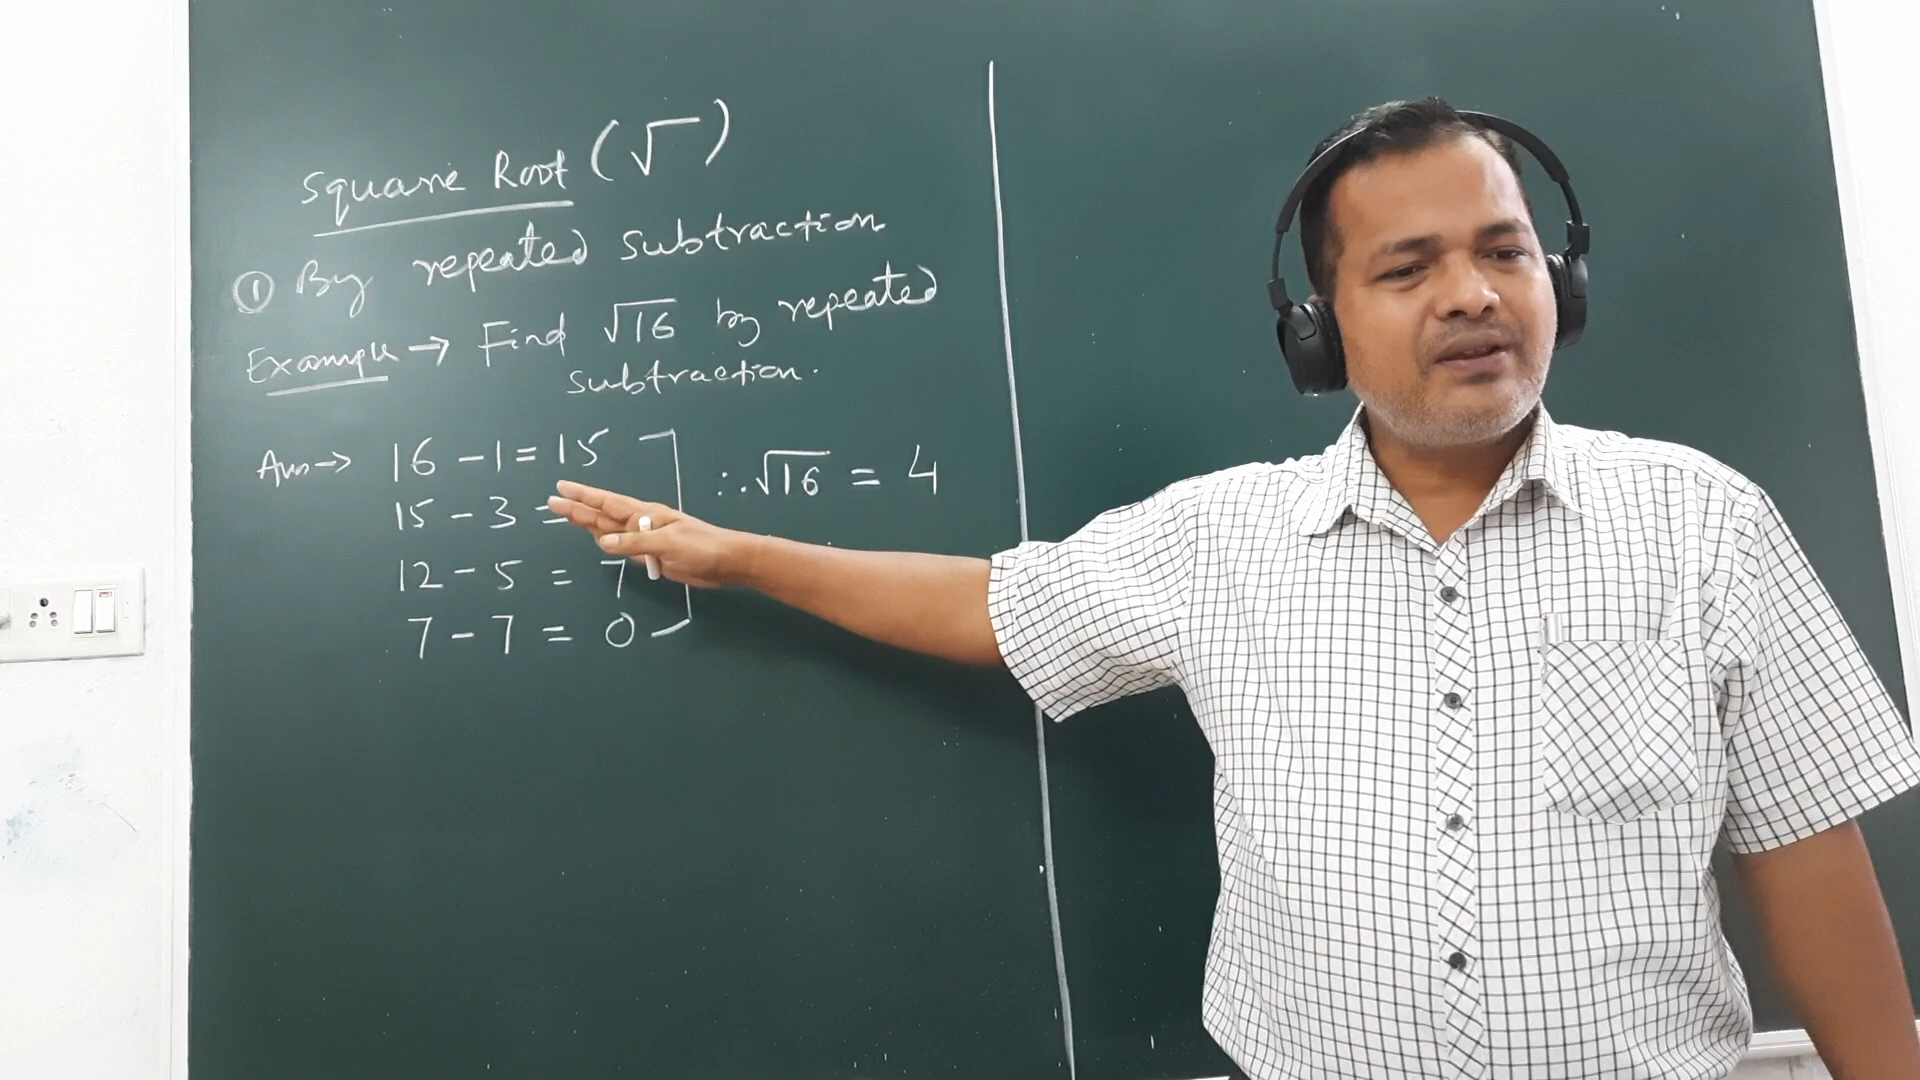 Square Root (√)
① By repeated subtraction
Example → Find √16 by repeated
subtraction.
Ans → 16 - 1 = 15
15 - 3 =
12 - 5 = 7
7 - 7 = 0
∴ √16 = 4